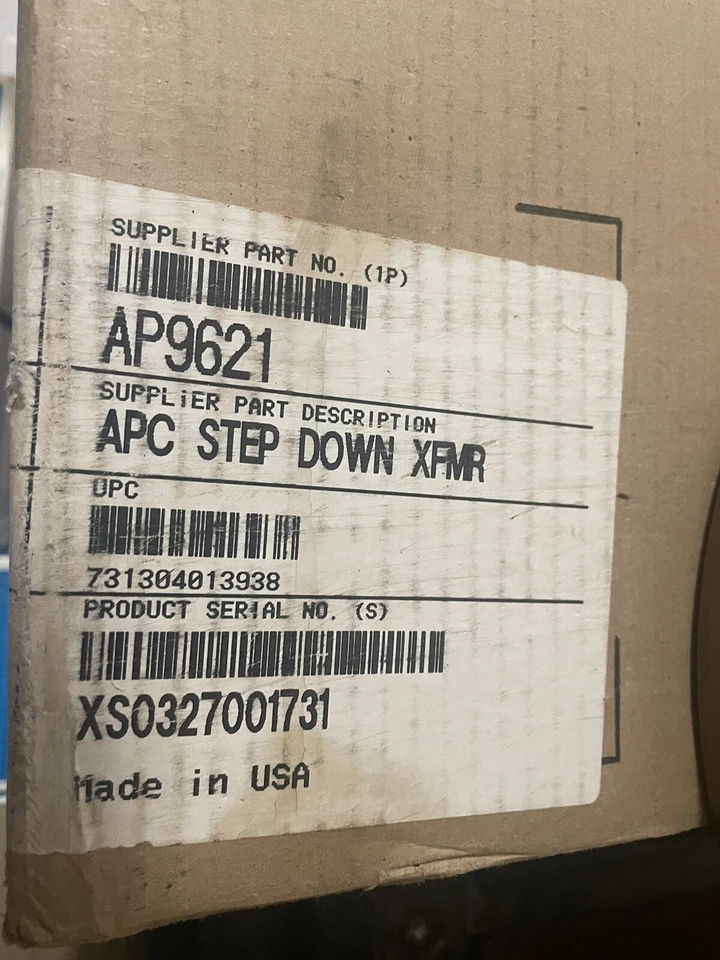 SUPPLIER PART NO. (1P)
AP9621
SUPPLIER PART DESCRIPTION
APC STEP DOWN XFMR
UPC
731304013938
PRODUCT SERIAL NO. (S)
XS0327001731
Made in USA